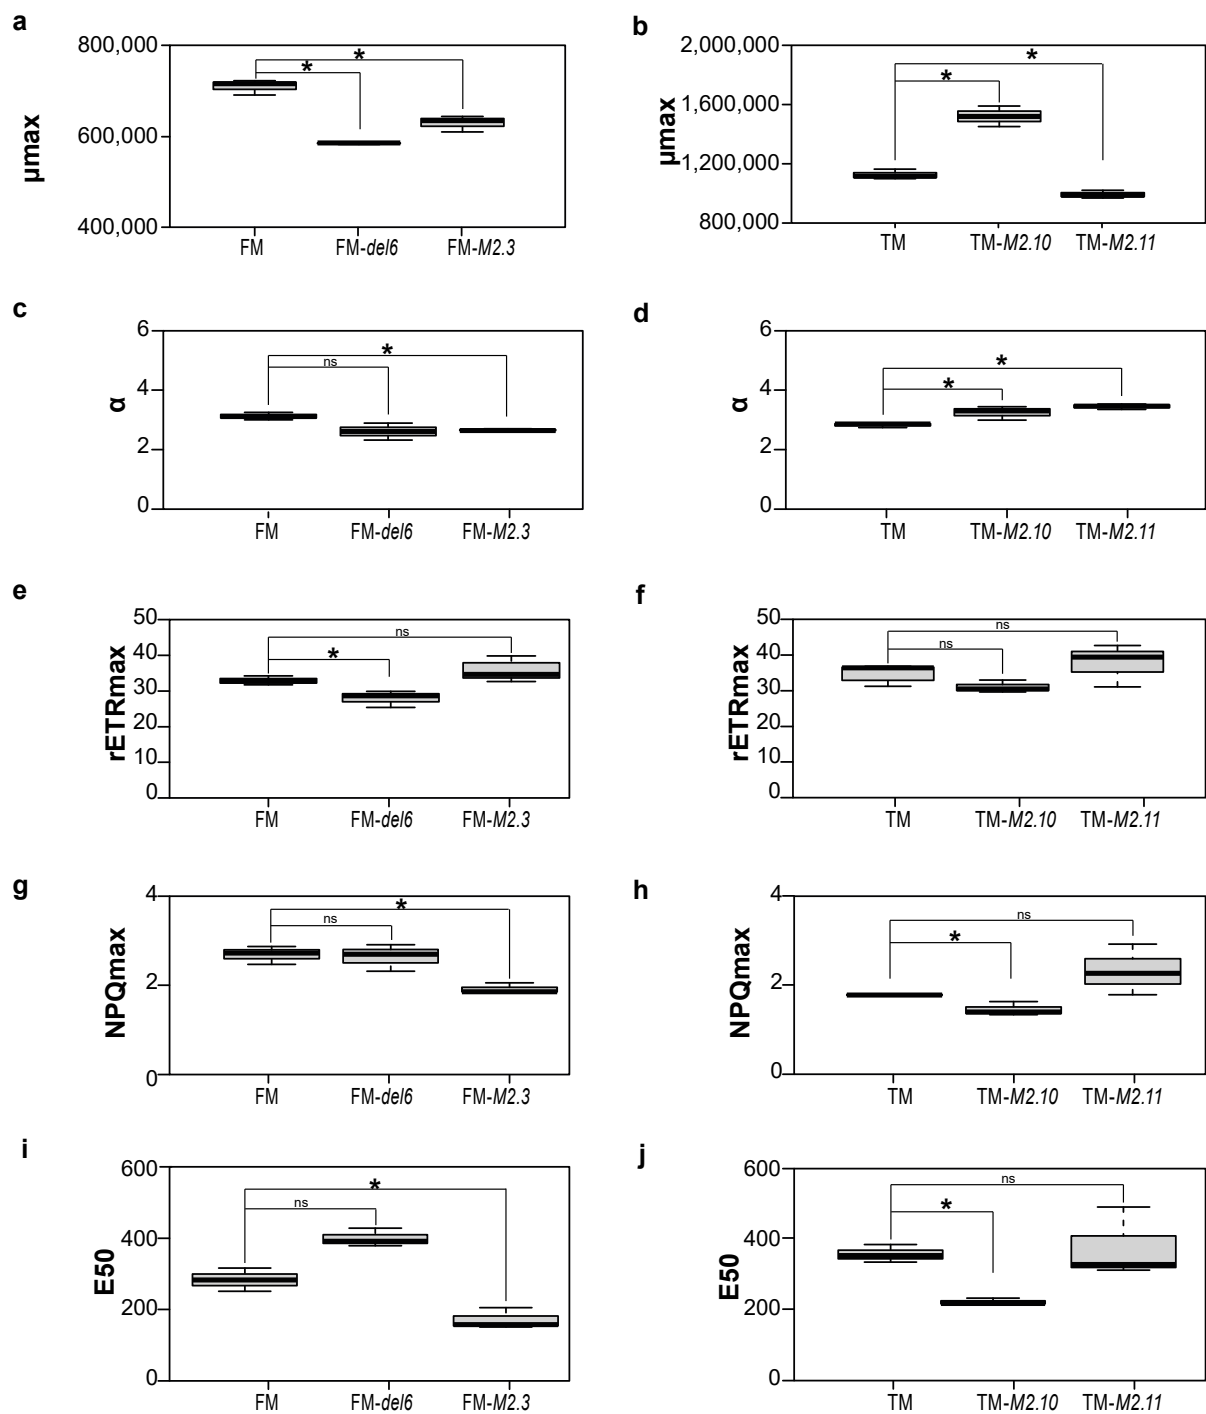 a
µmax
800,000
600,000
400,000
*
*
FM
FM-del6
FM-M2.3
b
µmax
2,000,000
1,600,000
1,200,000
800,000
*
*
TM
TM-M2.10
TM-M2.11
c
α
6
4
2
0
*
ns
FM
FM-del6
FM-M2.3
d
α
6
4
2
0
*
*
TM
TM-M2.10
TM-M2.11
e
rETRmax
50
40
30
20
10
0
ns
*
FM
FM-del6
FM-M2.3
f
rETRmax
50
40
30
20
10
0
ns
ns
TM
TM-M2.10
TM-M2.11
g
NPQmax
4
2
0
*
ns
FM
FM-del6
FM-M2.3
h
NPQmax
4
2
0
ns
*
TM
TM-M2.10
TM-M2.11
i
E50
600
400
200
0
*
ns
FM
FM-del6
FM-M2.3
j
E50
600
400
200
0
ns
*
TM
TM-M2.10
TM-M2.11